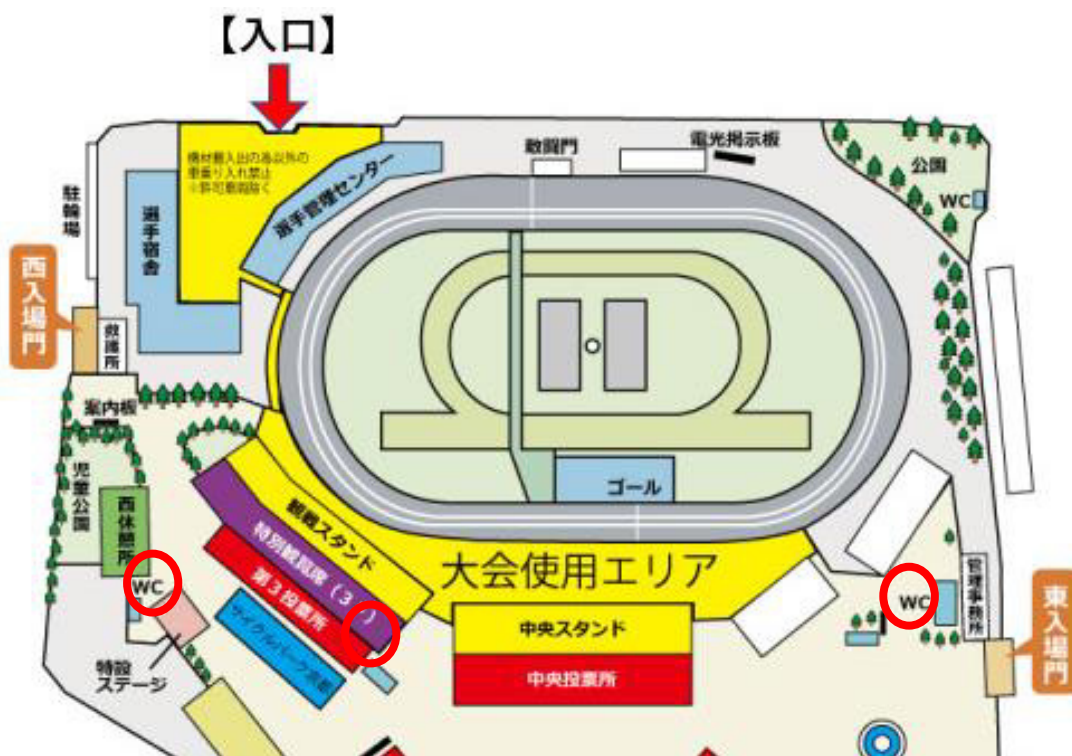 【入口】
機材搬入出の為以外の
車乗り入れ禁止
※許可車両除く
選手管理センター
敢闘門
電光掲示板
公園
WC
駐輪場
選手宿舎
西入場門
救護所
案内板
児童公園
西休憩所
WC
特設
ステージ
観戦スタンド
特別観覧席（3
第3投票所
サイクルパーク京都
ゴール
大会使用エリア
中央スタンド
中央投票所
WC
管理事務所
東入場門